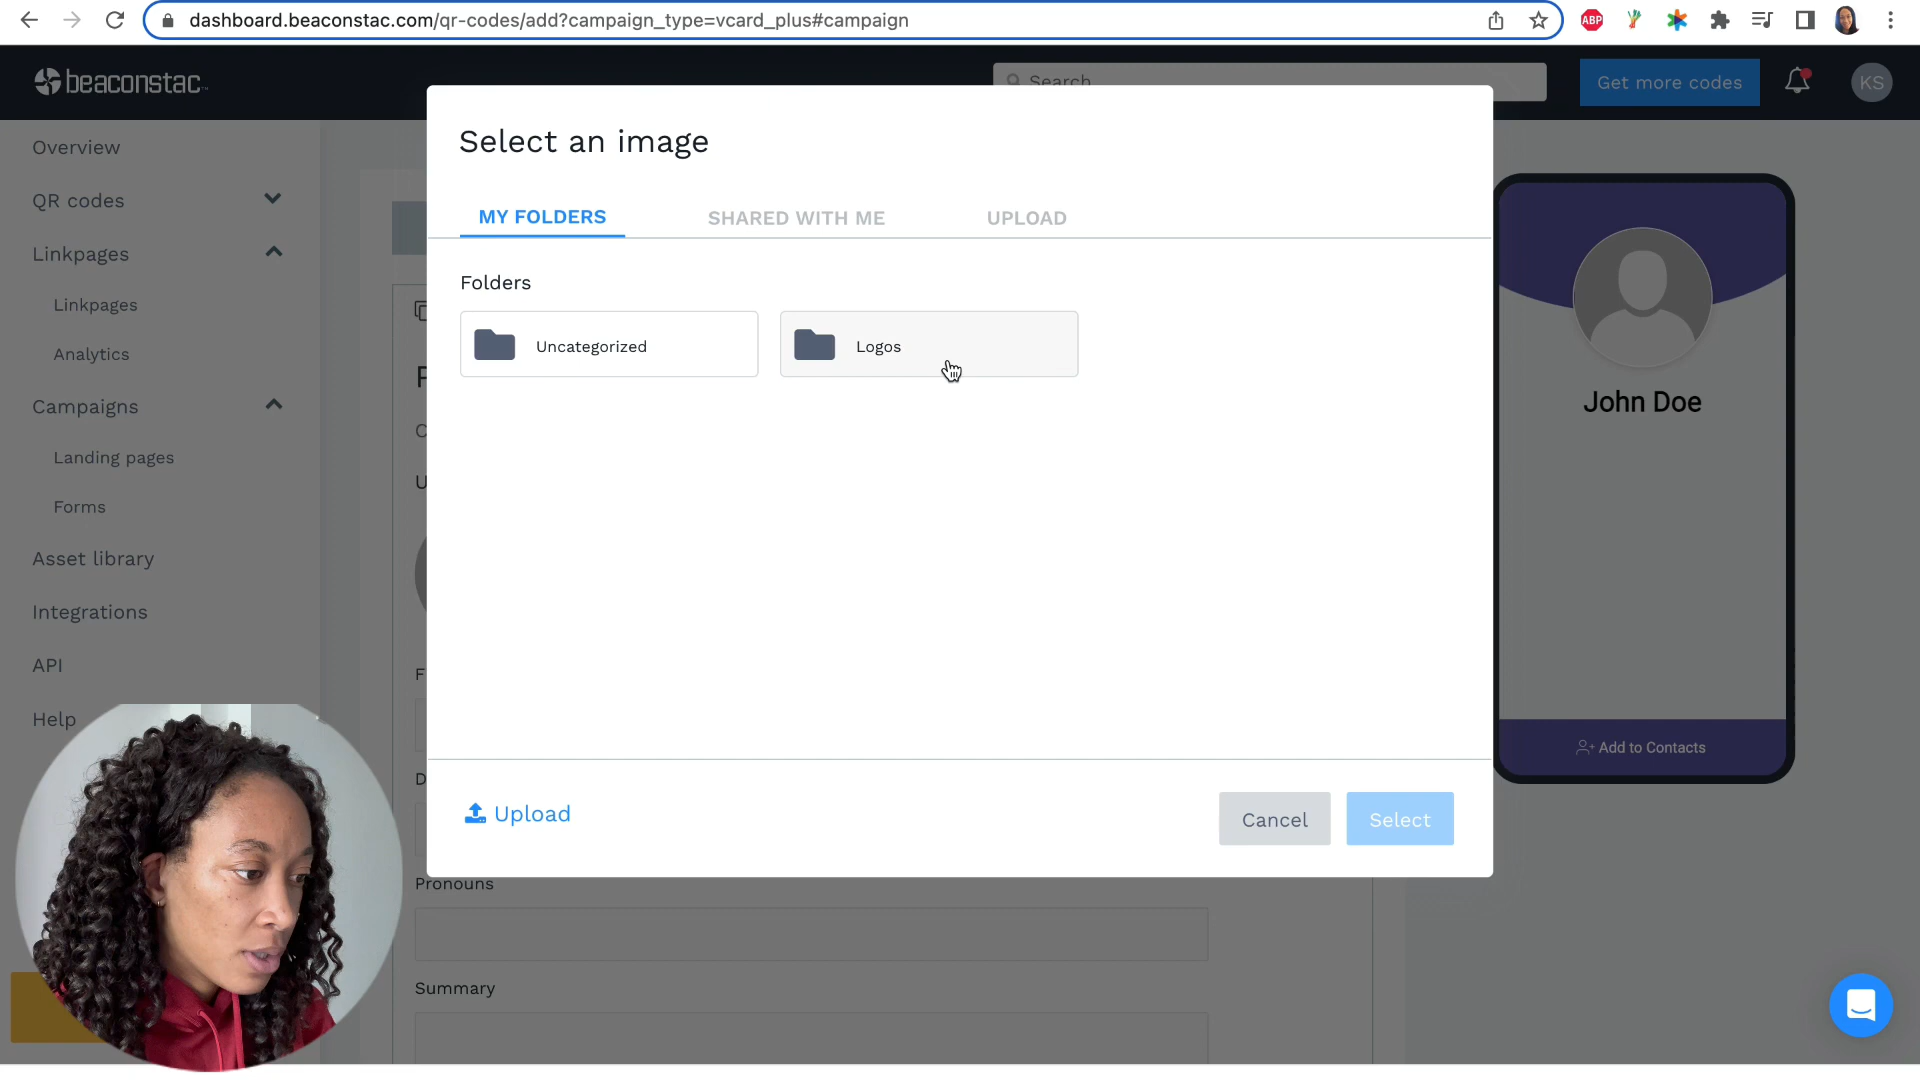 dashboard.beaconstac.com/qr-codes/add?campaign_type=vcard_plus#campaign
ABP
beaconstac
Search
Get more codes
KS
Overview
QR codes
Linkpages
Linkpages
Analytics
Campaigns
Landing pages
Forms
Asset library
Integrations
API
Help
Select an image
MY FOLDERS
SHARED WITH ME
UPLOAD
Folders
Uncategorized
Logos
Upload
Cancel
Select
Pronouns
Summary
John Doe
Add to Contacts